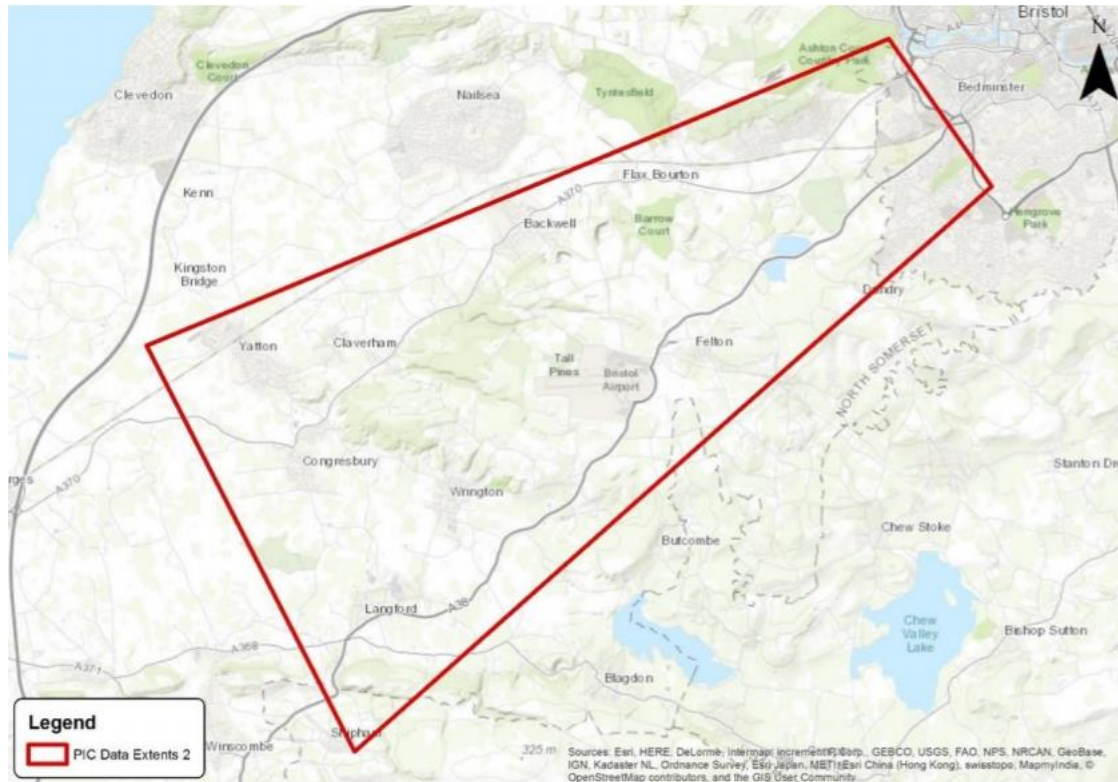 Bristol
N
Ashton Court
Country Park
Clevedon
Court
Clevedon
Nailsea
Tyntesfield
Bedminster
Kenn
Flax Bourton
A370
Backwell
Barrow
Court
Hengrove
Park
Kingston
Bridge
Dundry
Yatton
Claverham
Felton
Tall
Pines
Bristol
Airport
NORTH SOMERSET
Congresbury
A370
Wrington
Stanton Dr
Chew Stoke
Butcombe
Langford
A38
Chew
Valley
Lake
Bishop Sutton
A368
A371
Blagdon
Legend
PIC Data Extents 2
Winscombe
Shipham
325 m
Sources: Esri, HERE, DeLorme, Intermap, increment P Corp., GEBCO, USGS, FAO, NPS, NRCAN, GeoBase,
IGN, Kadaster NL, Ordnance Survey, Esri Japan, METI, Esri China (Hong Kong), swisstopo, MapmyIndia, ©
OpenStreetMap contributors, and the GIS User Community